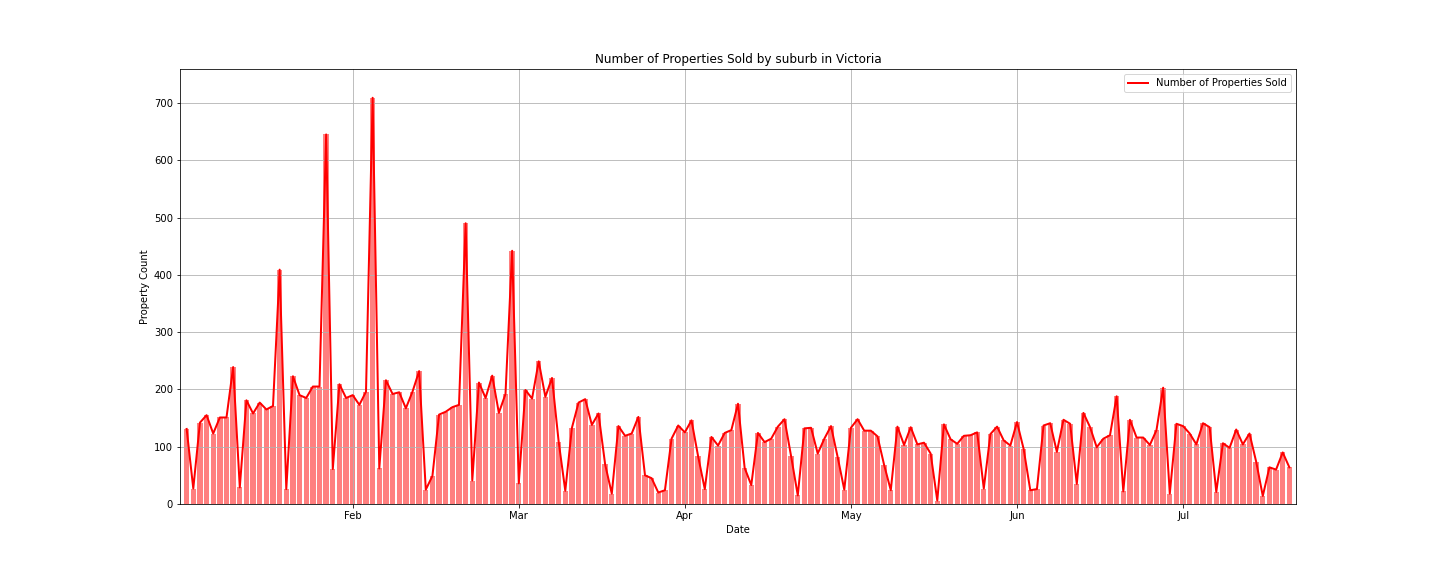 Number of Properties Sold by suburb in Victoria
Number of Properties Sold
700
600
500
400
300
200
100
0
Property Count
Feb Mar Apr May Jun Jul
Date